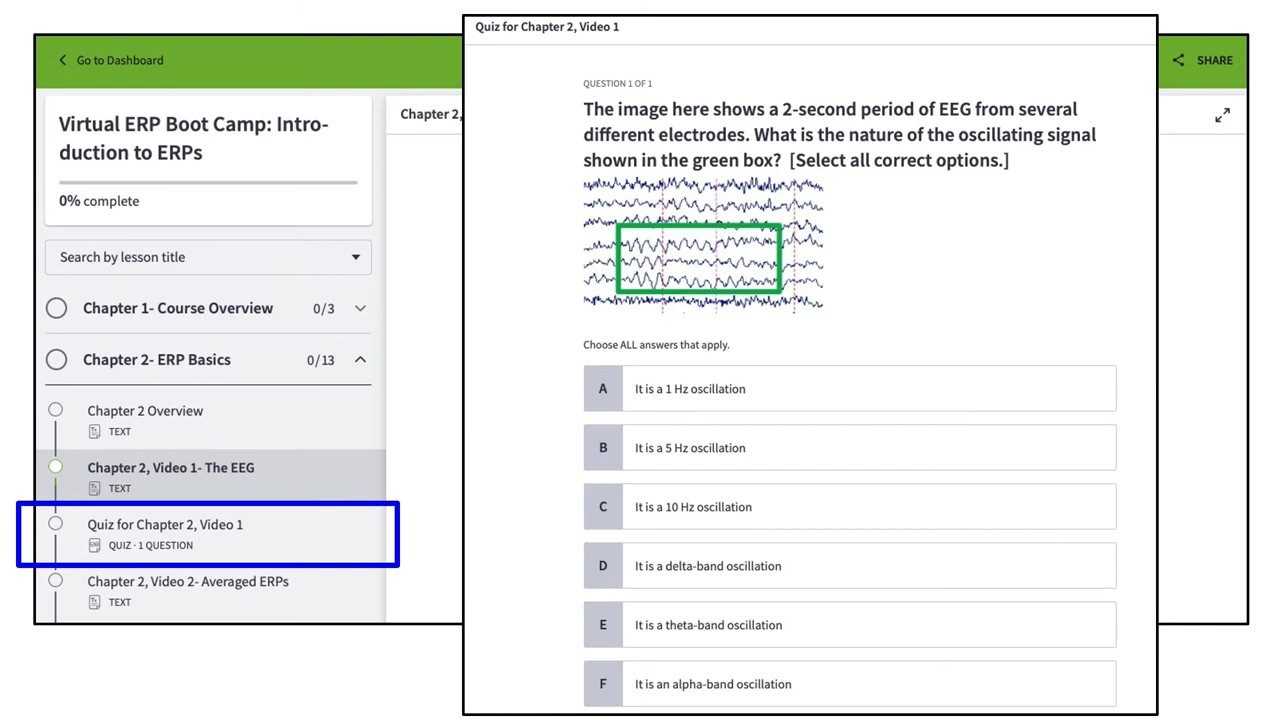 Go to Dashboard
Virtual ERP Boot Camp: Intro-
duction to ERPs
0% complete
Search by lesson title
Chapter 1- Course Overview 0/3
Chapter 2- ERP Basics 0/13
Chapter 2 Overview
TEXT
Chapter 2, Video 1- The EEG
TEXT
Quiz for Chapter 2, Video 1
QUIZ · 1 QUESTION
Chapter 2, Video 2- Averaged ERPs
TEXT
Chapter 2,
SHARE
Quiz for Chapter 2, Video 1
QUESTION 1 OF 1
The image here shows a 2-second period of EEG from several
different electrodes. What is the nature of the oscillating signal
shown in the green box? [Select all correct options.]
Choose ALL answers that apply.
A It is a 1 Hz oscillation
B It is a 5 Hz oscillation
C It is a 10 Hz oscillation
D It is a delta-band oscillation
E It is a theta-band oscillation
F It is an alpha-band oscillation